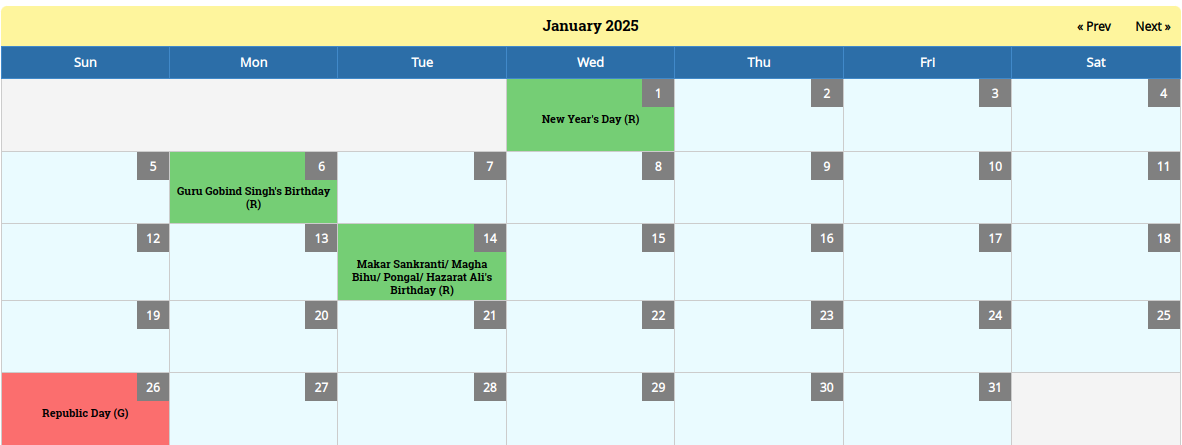 January 2025
« Prev Next »
Sun Mon Tue Wed Thu Fri Sat
1 2 3 4
New Year's Day (R)
5 6 7 8 9 10 11
Guru Gobind Singh's Birthday
(R)
12 13 14 15 16 17 18
Makar Sankranti/ Magha
Bihu/ Pongal/ Hazarat Ali's
Birthday (R)
19 20 21 22 23 24 25
26 27 28 29 30 31
Republic Day (G)